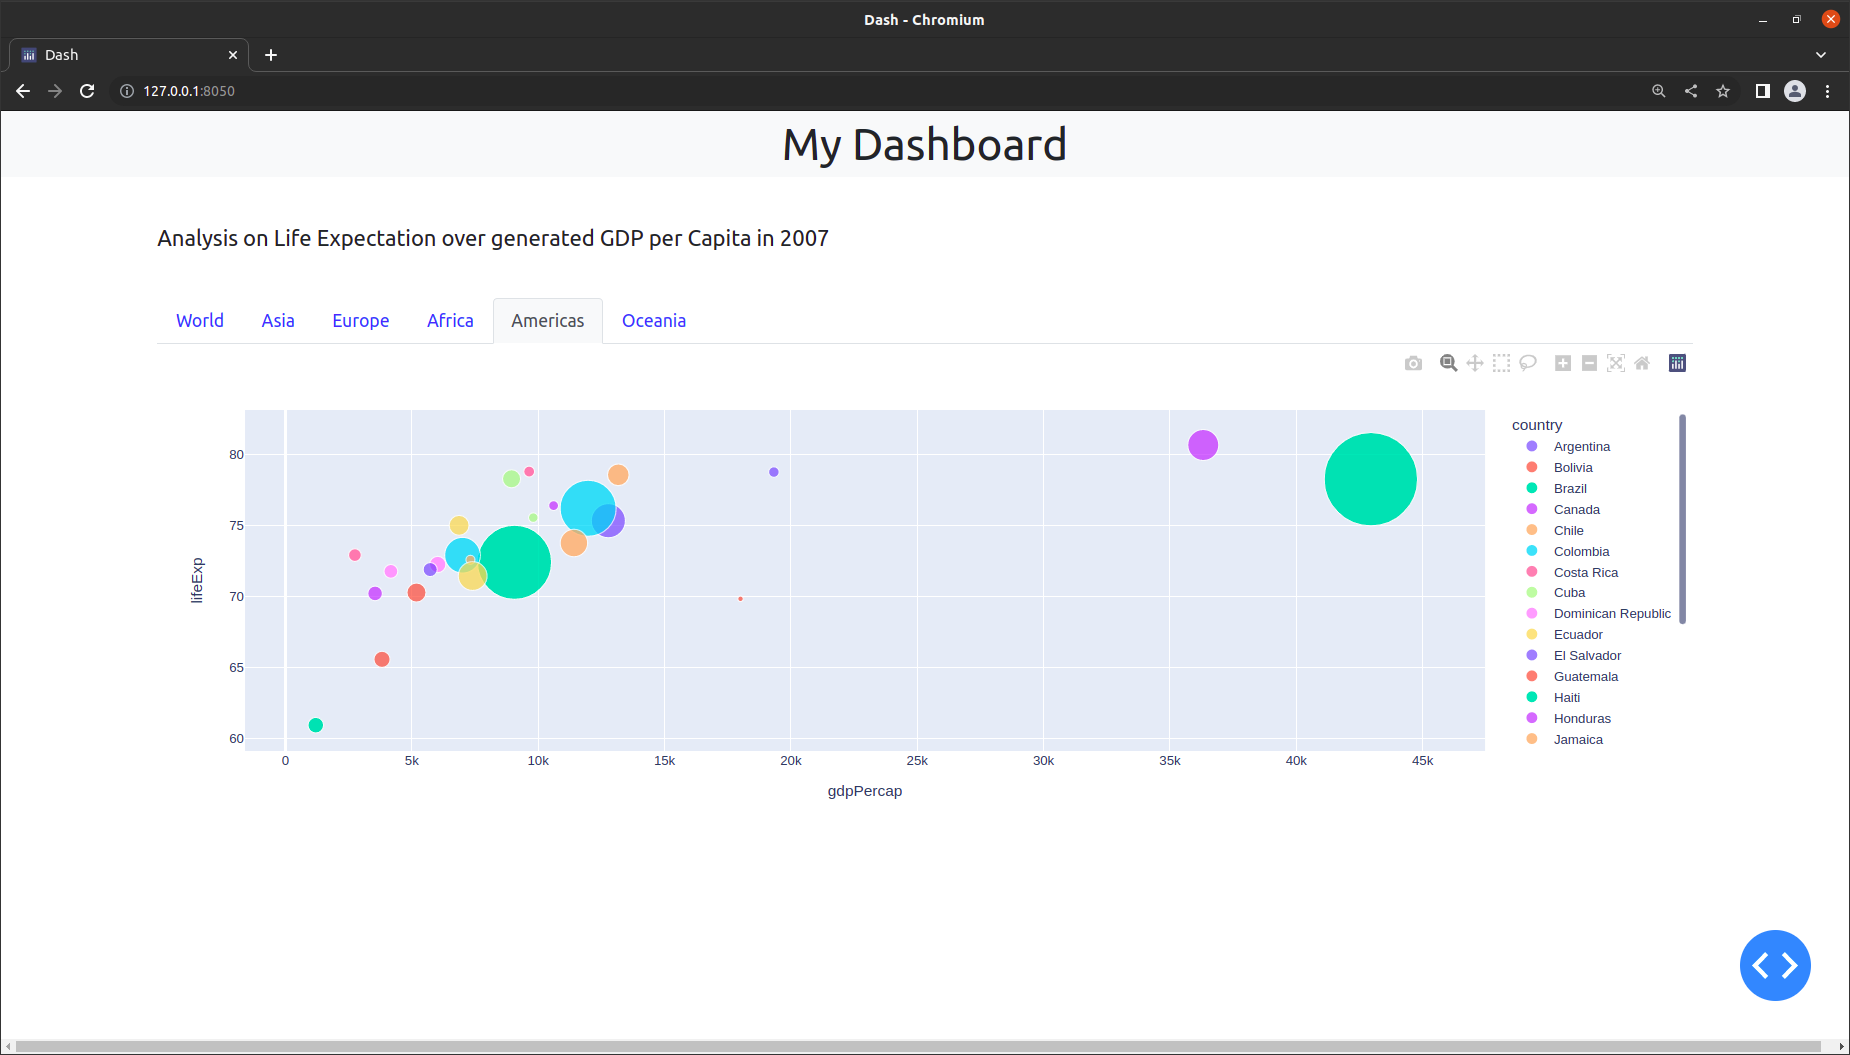 Dash - Chromium
Dash
127.0.0.1:8050
My Dashboard
Analysis on Life Expectation over generated GDP per Capita in 2007
World Asia Europe Africa Americas Oceania
80
75
70
65
60
lifeExp
0 5k 10k 15k 20k 25k 30k 35k 40k 45k
gdpPercap
country
Argentina
Bolivia
Brazil
Canada
Chile
Colombia
Costa Rica
Cuba
Dominican Republic
Ecuador
El Salvador
Guatemala
Haiti
Honduras
Jamaica